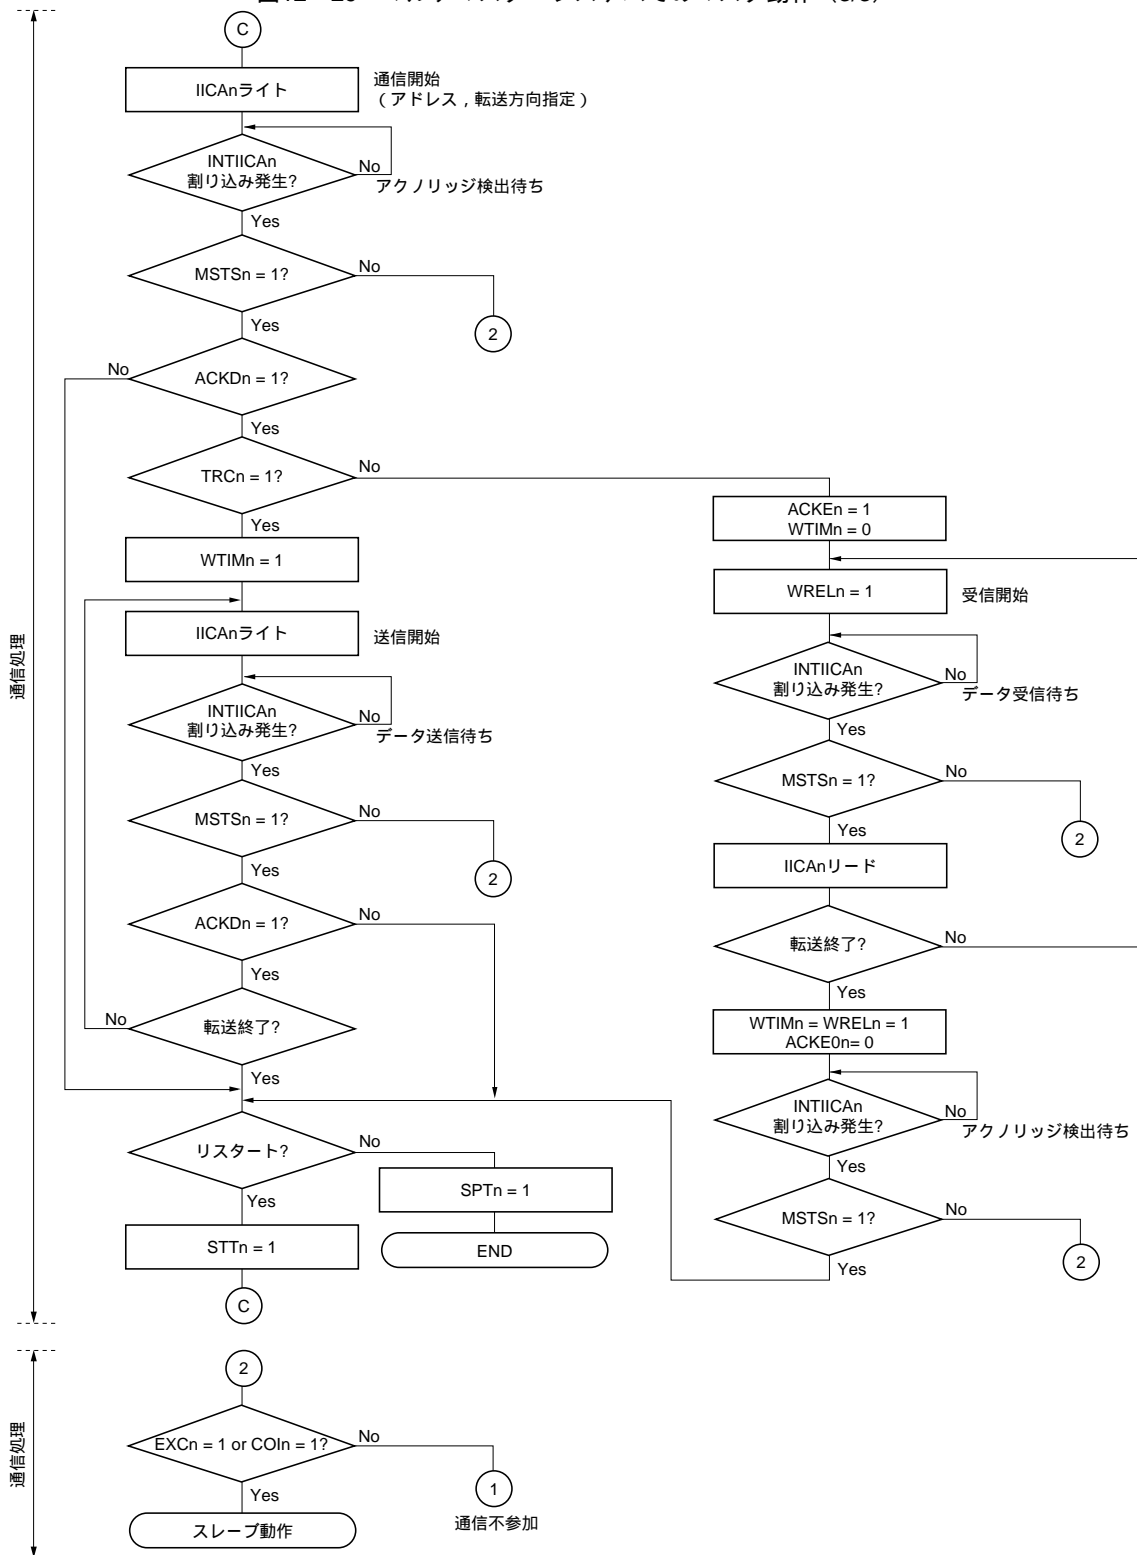 C
IICAnライト
通信開始
（アドレス，転送方向指定）
INTIICAn
割り込み発生?
No
アクノリッジ検出待ち
Yes
MSTSn = 1?
No
2
Yes
ACKDn = 1?
No
Yes
TRCn = 1?
No
Yes
WTIMn = 1
IICAnライト
送信開始
INTIICAn
割り込み発生?
No
データ送信待ち
Yes
MSTSn = 1?
No
2
Yes
ACKDn = 1?
No
Yes
転送終了?
No
Yes
リスタート?
No
Yes
SPTn = 1
END
STTn = 1
C
ACKEn = 1
WTIMn = 0
WRELn = 1
受信開始
INTIICAn
割り込み発生?
No
データ受信待ち
Yes
MSTSn = 1?
No
2
Yes
IICAnリード
転送終了?
No
Yes
WTIMn = WRELn = 1
ACKE0n= 0
INTIICAn
割り込み発生?
No
アクノリッジ検出待ち
Yes
MSTSn = 1?
No
2
Yes
通信処理
2
EXCn = 1 or COIn = 1?
No
1
通信不参加
Yes
スレーブ動作
通信処理